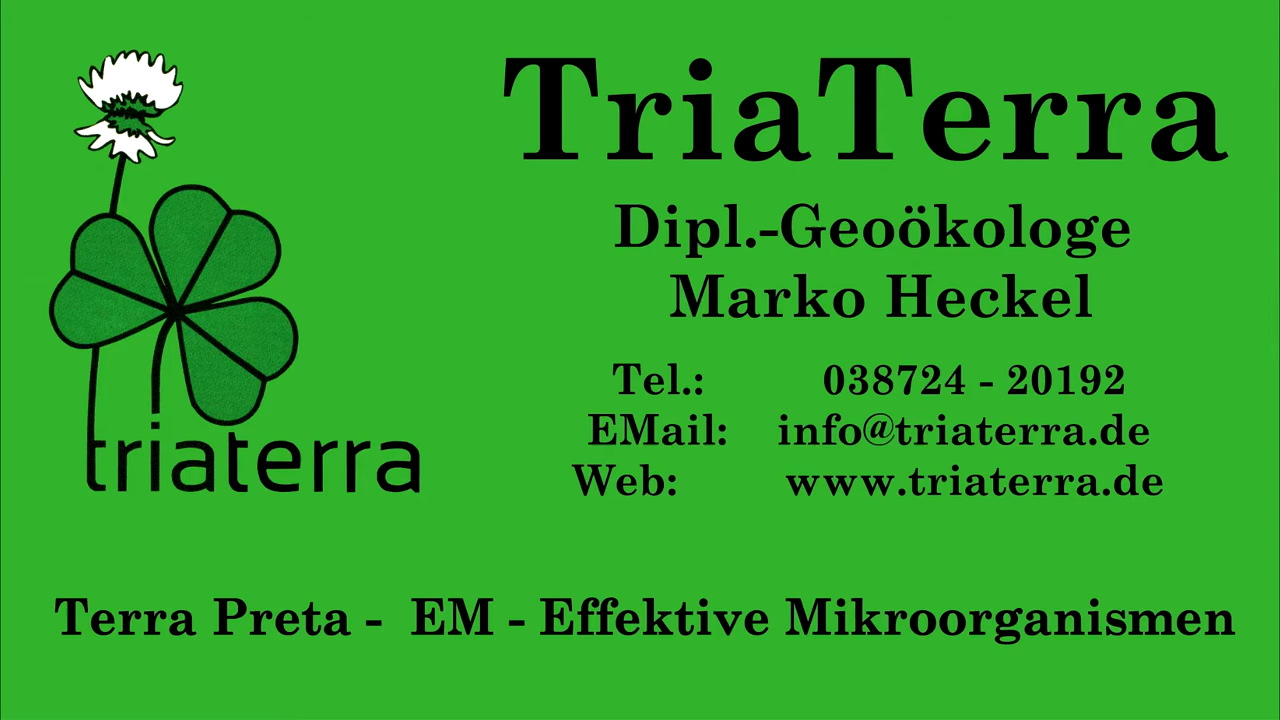 TriaTerra
Dipl.-Geoökologe
Marko Heckel
Tel.: 038724 - 20192
EMail: info@triaterra.de
Web: www.triaterra.de
triaterra
Terra Preta - EM - Effektive Mikroorganismen